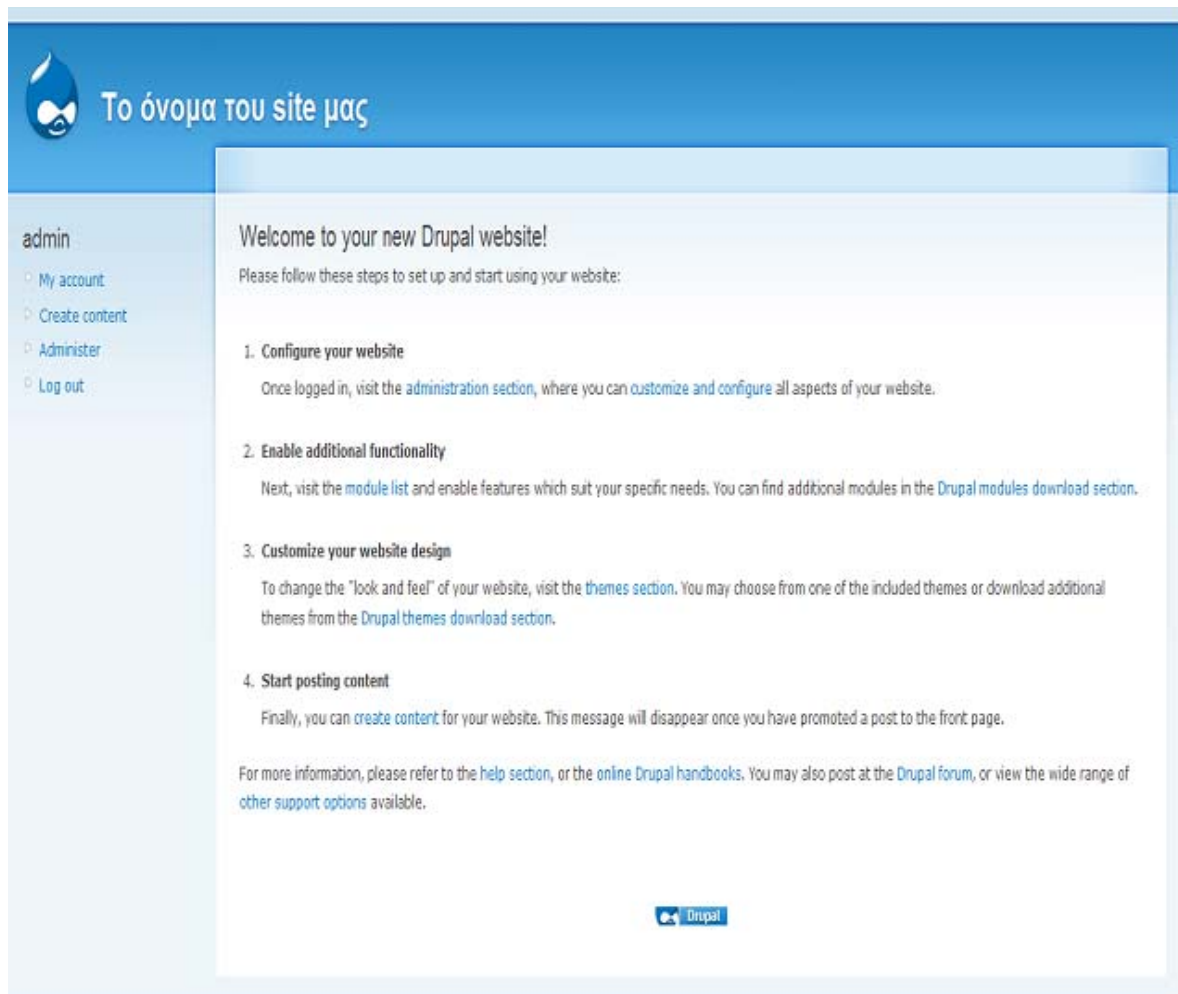 Το όνομα του site μας
admin
My account
Create content
Administer
Log out
Welcome to your new Drupal website!
Please follow these steps to set up and start using your website:
1. Configure your website
Once logged in, visit the administration section, where you can customize and configure all aspects of your website.
2. Enable additional functionality
Next, visit the module list and enable features which suit your specific needs. You can find additional modules in the Drupal modules download section.
3. Customize your website design
To change the "look and feel" of your website, visit the themes section. You may choose from one of the included themes or download additional
themes from the Drupal themes download section.
4. Start posting content
Finally, you can create content for your website. This message will disappear once you have promoted a post to the front page.
For more information, please refer to the help section, or the online Drupal handbooks. You may also post at the Drupal forum, or view the wide range of
other support options available.
Drupal